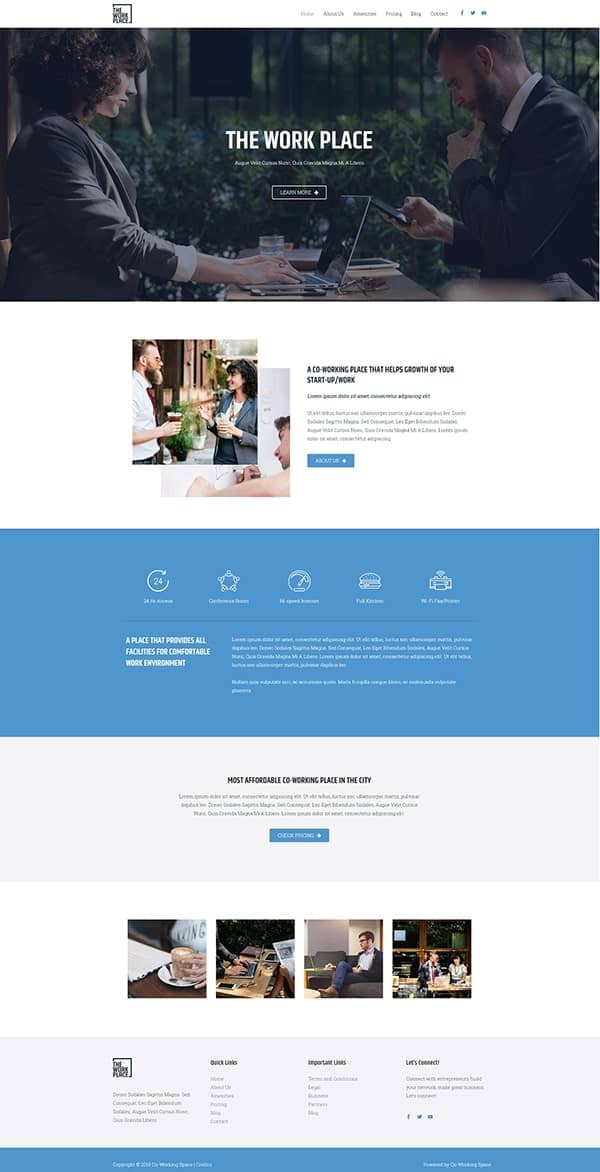 THE
WORK
PLACE
Home About Us Amenities Pricing Blog Contact
THE WORK PLACE
Augue Velit Cursus Nunc, Quis Gravida Magna Mi A Libero.
LEARN MORE
A CO-WORKING PLACE THAT HELPS GROWTH OF YOUR
START-UP/WORK
Lorem ipsum dolor sit amet, consectetur adipiscing elit
Ut elit tellus, luctus nec ullamcorper mattis, pulvinar dapibus leo. Donec
Sodales Sagittis Magna. Sed Consequat, Leo Eget Bibendum Sodales,
Augue Velit Cursus Nunc, Quis Gravida Magna Mi A Libero. Lorem ipsum
dolor sit amet, consectetur adipiscing.
ABOUT US
24
24 Hr Access Conference Room Hi-speed Internet Full Kitchen Wi-Fi Fax/Printer
A PLACE THAT PROVIDES ALL
FACILITIES FOR COMFORTABLE
WORK ENVIRONMENT
Lorem ipsum dolor sit amet, consectetur adipiscing elit. Ut elit tellus, luctus nec ullamcorper
mattis, pulvinar dapibus leo. Donec Sodales Sagittis Magna. Sed Consequat, Leo Eget Bibendum Sodales, Augue Velit Cursus
Nunc, Quis Gravida Magna Mi A Libero. Lorem ipsum dolor sit amet, consectetur adipiscing elit. Ut elit tellus,
luctus nec ullamcorper mattis, pulvinar dapibus leo.
Nullam quis vulputate orci, ac accumsan quam. Morbi fringilla congue libero, ac malesuada vulputate
pharetra.
MOST AFFORDABLE CO-WORKING PLACE IN THE CITY
Lorem ipsum dolor sit amet, consectetur adipiscing elit. Ut elit tellus, luctus nec ullamcorper mattis, pulvinar
dapibus leo. Donec Sodales Sagittis Magna. Sed Consequat, Leo Eget Bibendum Sodales, Augue Velit Cursus
Nunc, Quis Gravida Magna Mi A Libero. Lorem ipsum dolor sit amet, consectetur adipiscing elit.
CHECK PRICING
THE
WORK
PLACE
Donec Sodales Sagittis Magna. Sed
Consequat, Leo Eget Bibendum
Sodales, Augue Velit Cursus Nunc,
Quis Gravida Magna Mi A Libero.
Quick Links
Home
About Us
Amenities
Pricing
Blog
Contact
Important Links
Terms and Conditions
Legal
Business
Partners
Blog
Let's Connect!
Connect with entrepreneurs, build
your network, make great business.
Let's connect!
Copyright © 2018 Co-Working Space | Credits
Powered by Co-Working Space